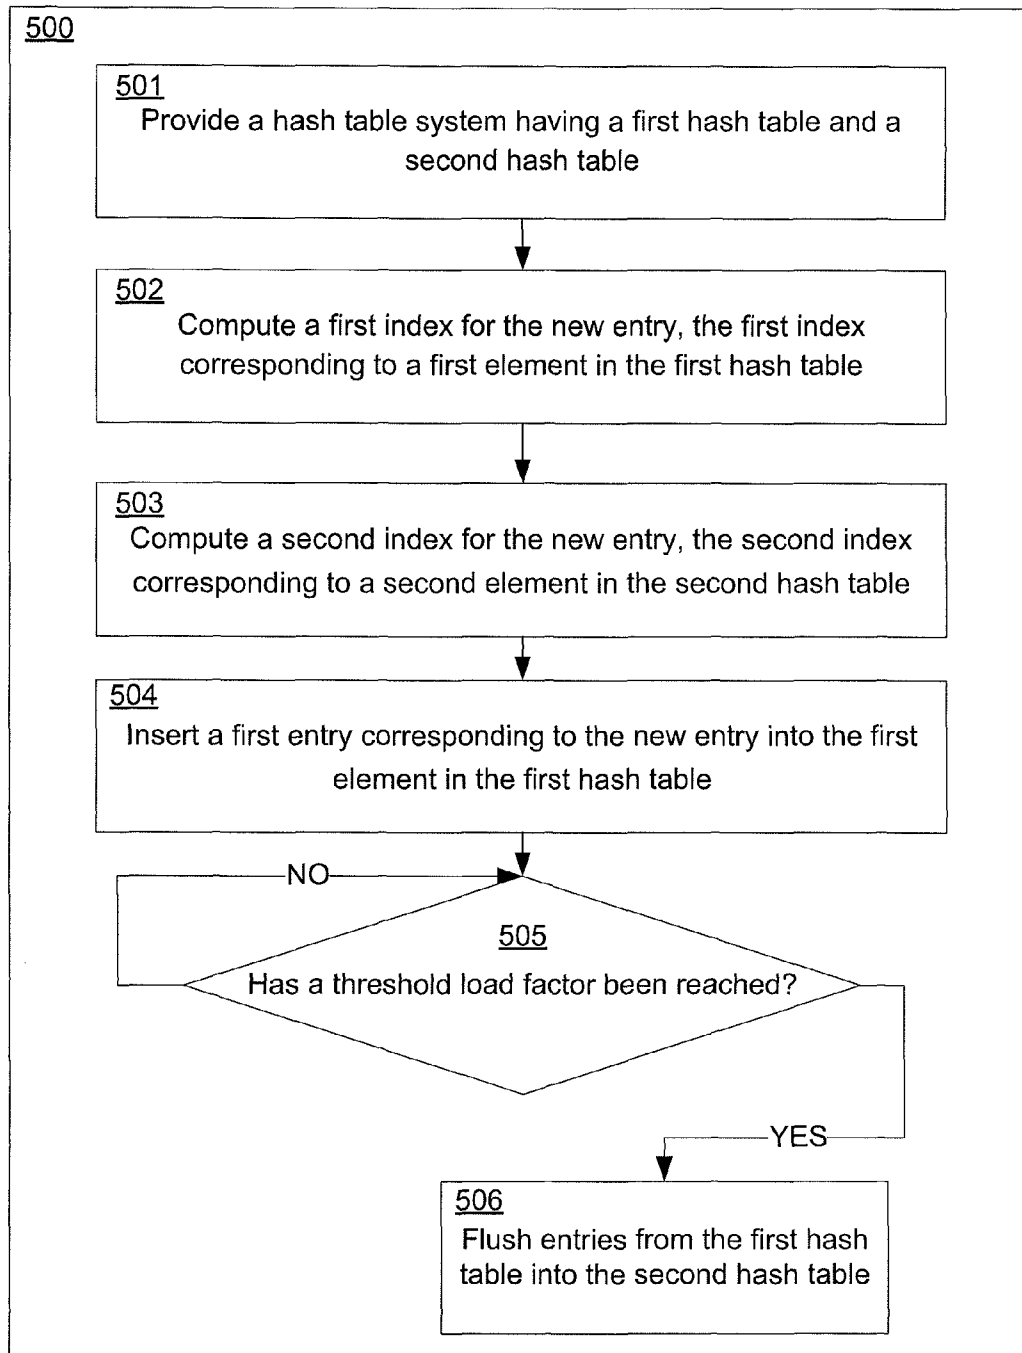 500
501
Provide a hash table system having a first hash table and a
second hash table
502
Compute a first index for the new entry, the first index
corresponding to a first element in the first hash table
503
Compute a second index for the new entry, the second index
corresponding to a second element in the second hash table
504
Insert a first entry corresponding to the new entry into the first
element in the first hash table
NO
505
Has a threshold load factor been reached?
YES
506
Flush entries from the first hash
table into the second hash table